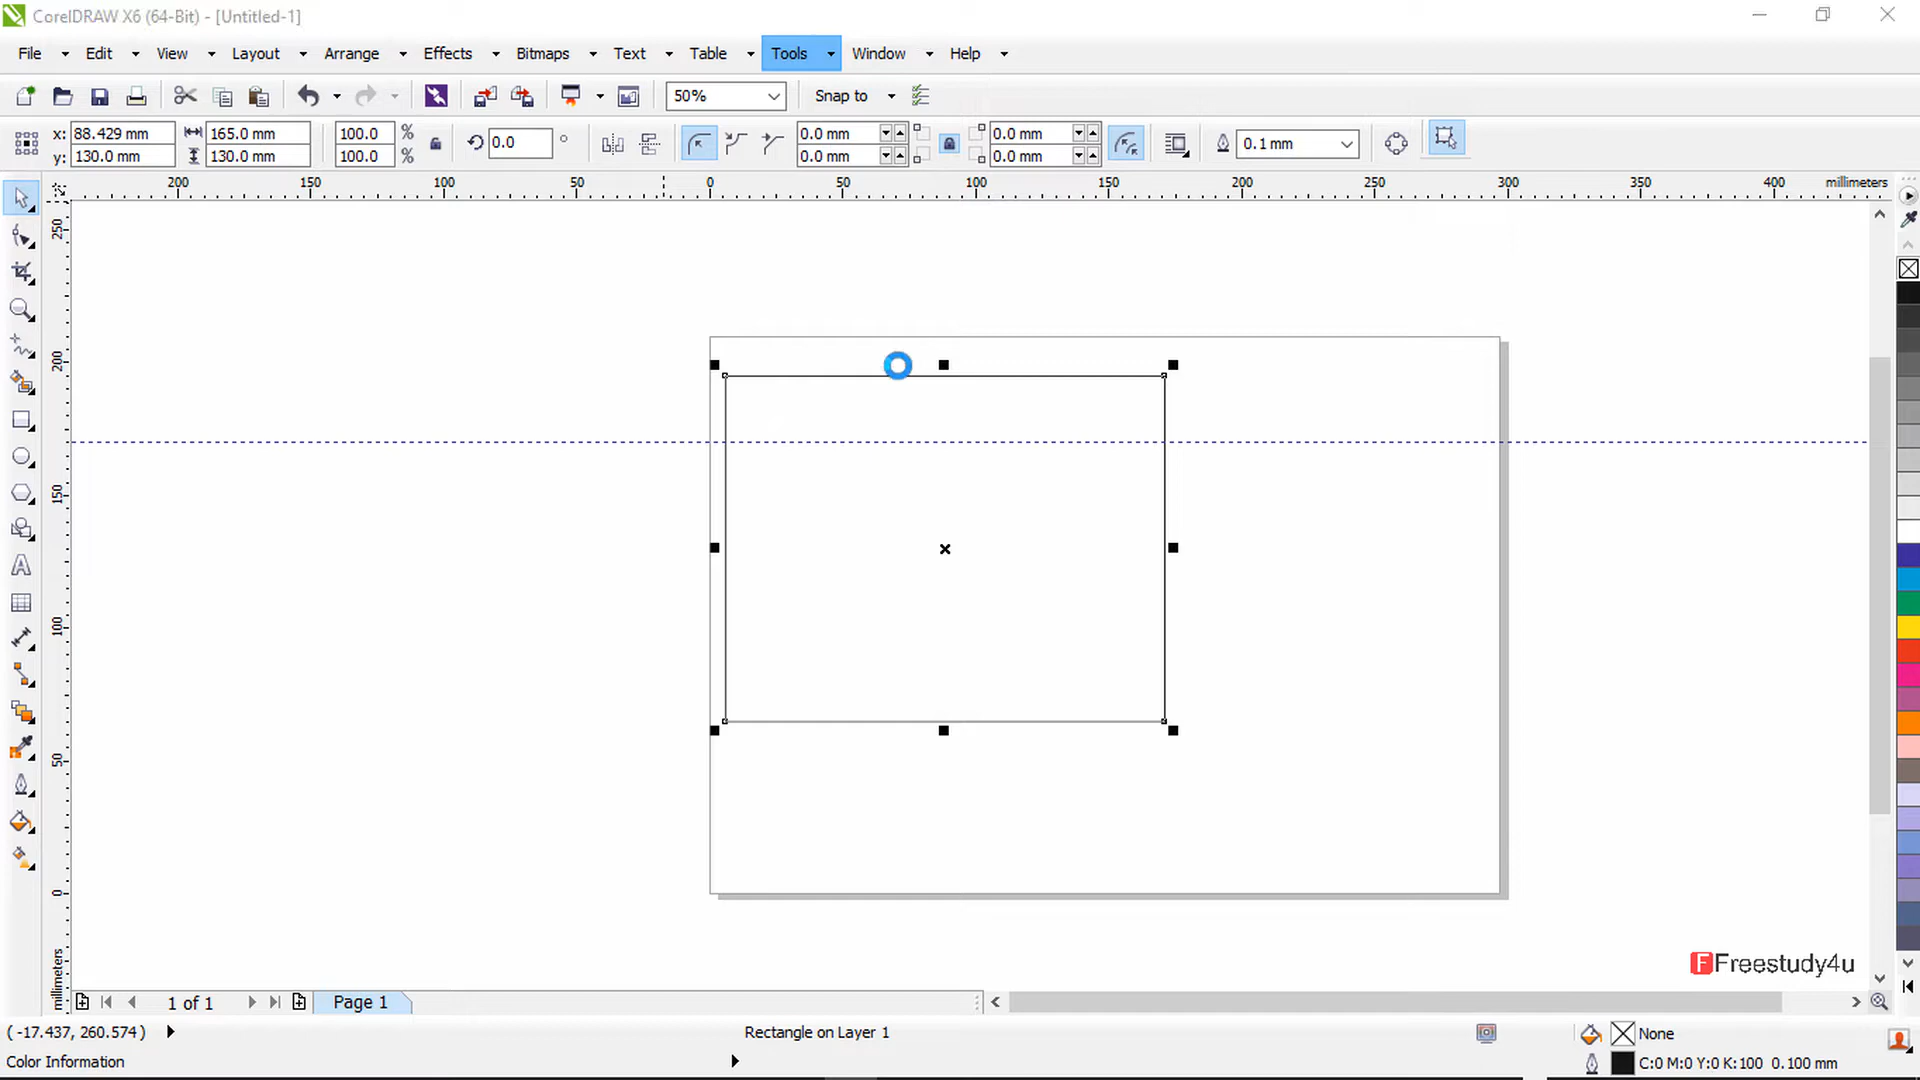 CorelDRAW X6 (64-Bit) - [Untitled-1]
File Edit View Layout Arrange Effects Bitmaps Text Table Tools Window Help
50% Snap to
x: 88.429 mm 165.0 mm 100.0 % 0.0 ° 0.0 mm 0.0 mm 0.1 mm
y: 130.0 mm 130.0 mm 100.0 % 0.0 mm 0.0 mm
200 150 100 50 0 50 100 150 200 250 300 350 400 millimeters
250
200
150
100
50
0
millimeters
Freestudy4u
1 of 1 Page 1
( -17.437, 260.574 ) Rectangle on Layer 1 None
Color Information C:0 M:0 Y:0 K:100 0.100 mm